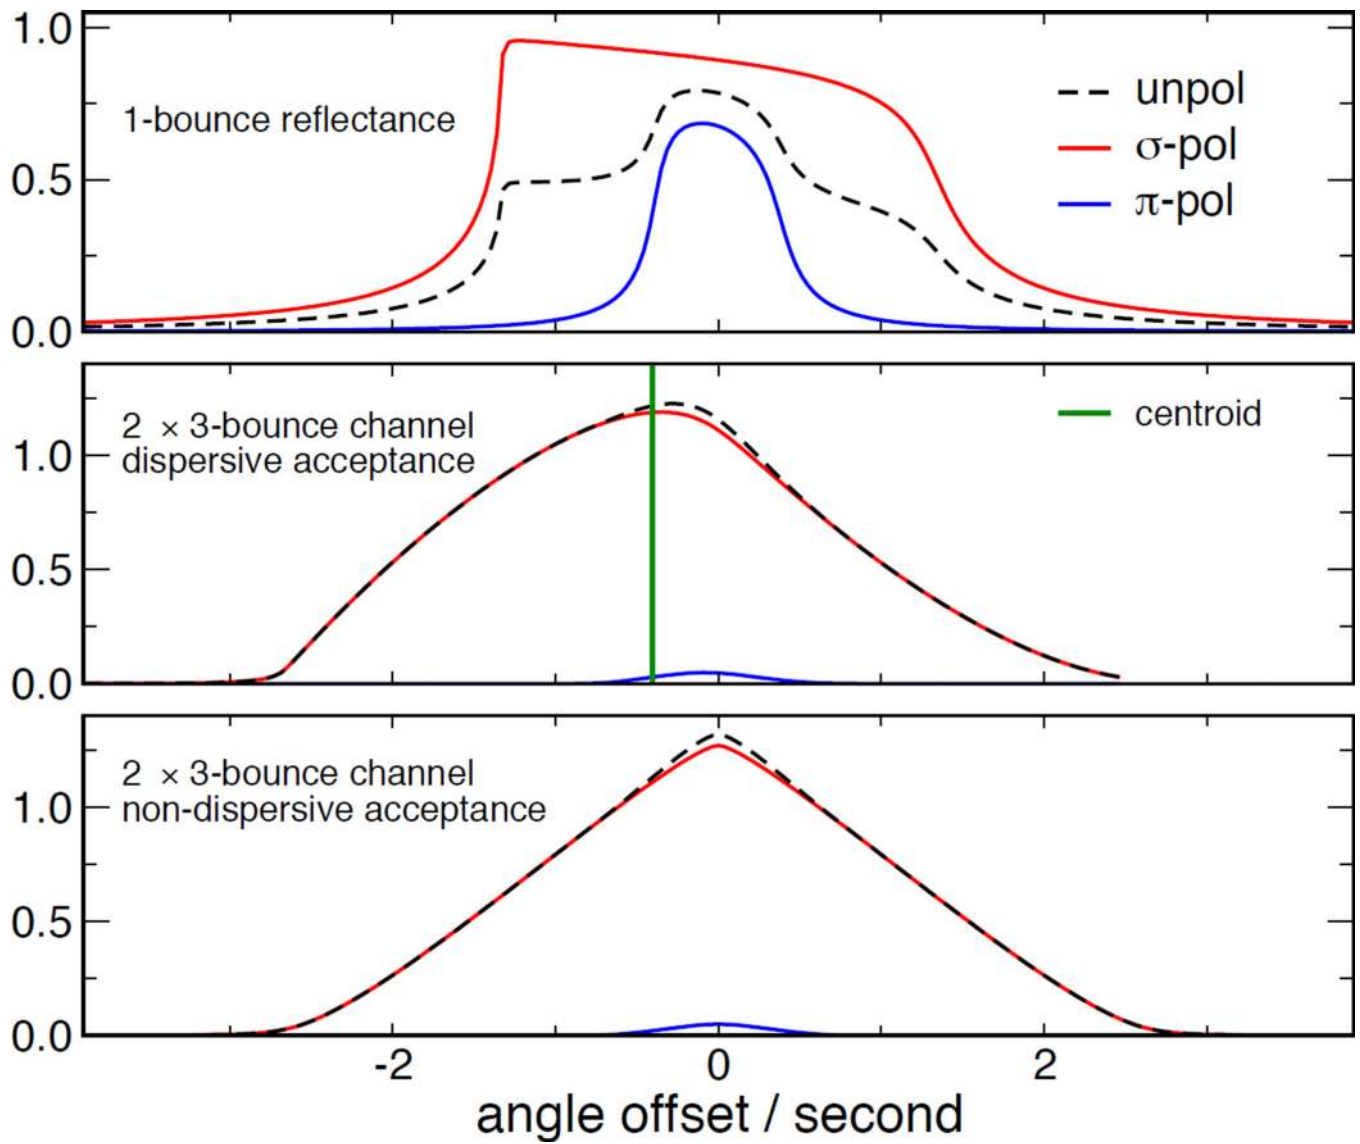 1.0
0.5
0.0
1-bounce reflectance
unpol
σ-pol
π-pol
1.0
0.5
0.0
2 × 3-bounce channel
dispersive acceptance
centroid
1.0
0.5
0.0
2 × 3-bounce channel
non-dispersive acceptance
-2 0 2
angle offset / second